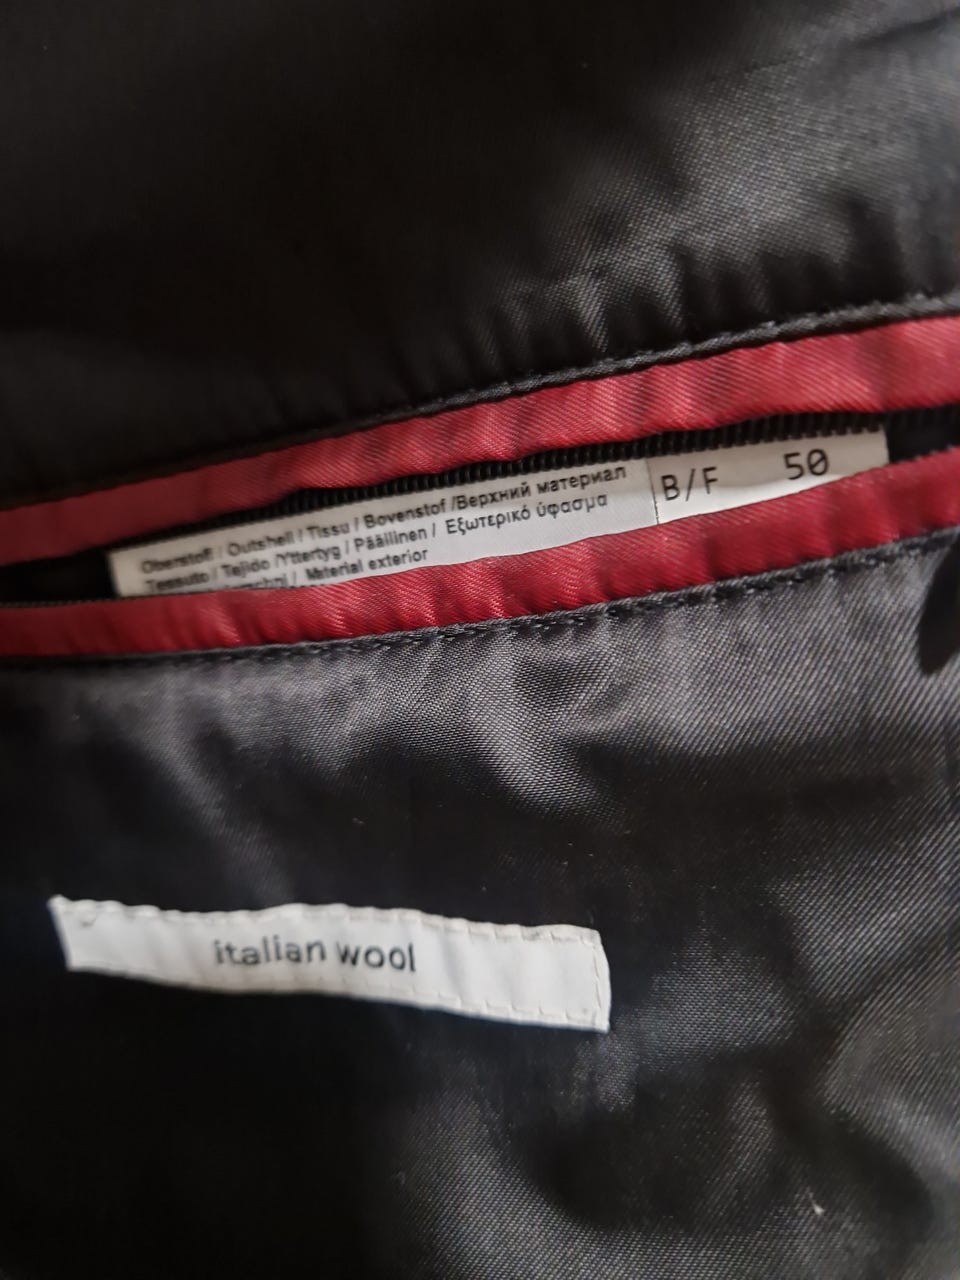 Oberstoff / Outshell / Tissu / Bovenstof /Верхний материал
Tessuto / Tejido /Yttertyg / Päällinen / Εξωτερικό ύφασμα
/ Material exterior
B/F 50
italian wool